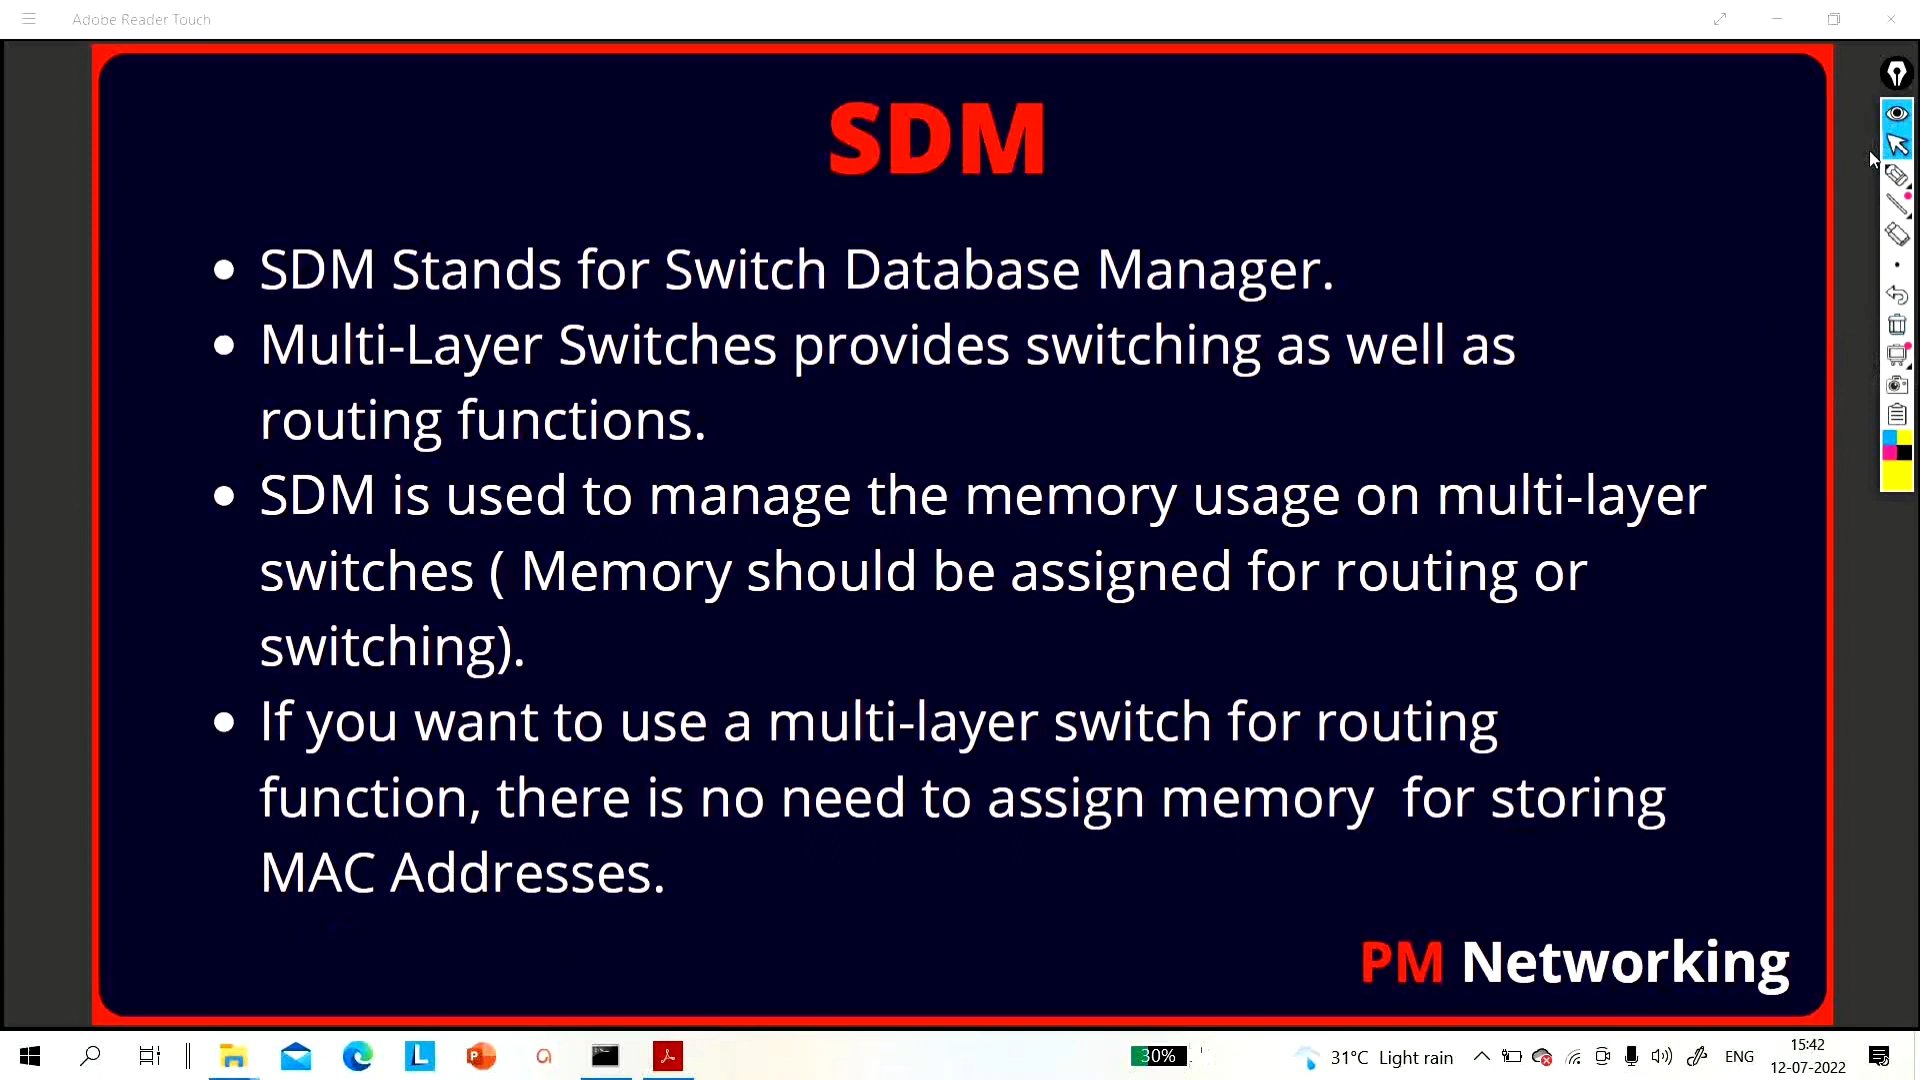 Adobe Reader Touch
SDM
• SDM Stands for Switch Database Manager.
• Multi-Layer Switches provides switching as well as
routing functions.
• SDM is used to manage the memory usage on multi-layer
switches ( Memory should be assigned for routing or
switching).
• If you want to use a multi-layer switch for routing
function, there is no need to assign memory  for storing
MAC Addresses.
PM Networking
L
30%
31°C Light rain
ENG
15:42
12-07-2022